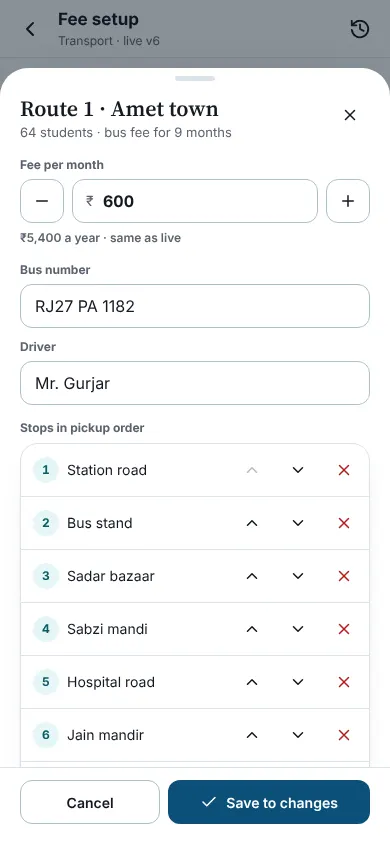 Fee setup
Transport · live v6
Route 1 · Amet town
64 students · bus fee for 9 months
Fee per month
₹ 600
₹5,400 a year · same as live
Bus number
RJ27 PA 1182
Driver
Mr. Gurjar
Stops in pickup order
1 Station road
2 Bus stand
3 Sadar bazaar
4 Sabzi mandi
5 Hospital road
6 Jain mandir
Cancel
Save to changes